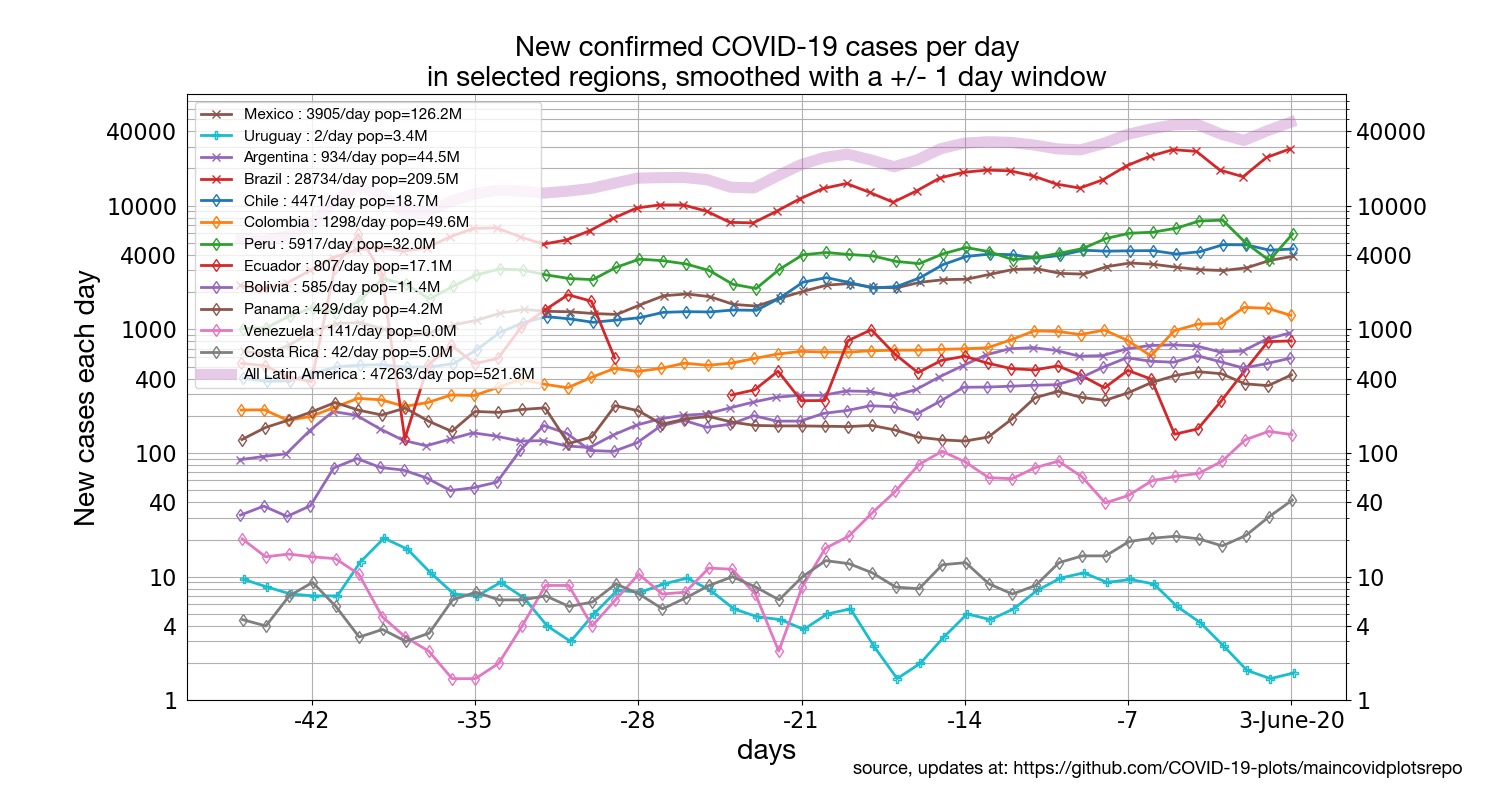 New confirmed COVID-19 cases per day
in selected regions, smoothed with a +/- 1 day window
New cases each day
40000
10000
4000
1000
400
100
40
10
4
1
Mexico : 3905/day pop=126.2M
Uruguay : 2/day pop=3.4M
Argentina : 934/day pop=44.5M
Brazil : 28734/day pop=209.5M
Chile : 4471/day pop=18.7M
Colombia : 1298/day pop=49.6M
Peru : 5917/day pop=32.0M
Ecuador : 807/day pop=17.1M
Bolivia : 585/day pop=11.4M
Panama : 429/day pop=4.2M
Venezuela : 141/day pop=0.0M
Costa Rica : 42/day pop=5.0M
All Latin America : 47263/day pop=521.6M
40000
10000
4000
1000
400
100
40
10
4
1
-42 -35 -28 -21 -14 -7 3-June-20
days
source, updates at: https://github.com/COVID-19-plots/maincovidplotsrepo